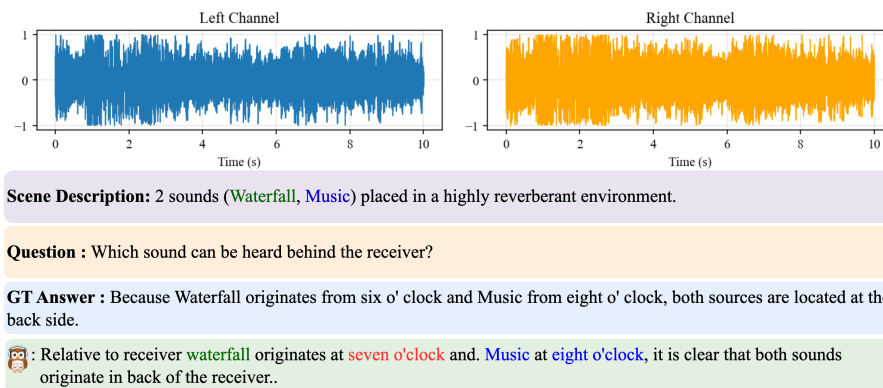 Left Channel
Right Channel
1
0
−1
0 2 4 6 8 10
Time (s)
1
0
−1
0 2 4 6 8 10
Time (s)
Scene Description: 2 sounds (Waterfall, Music) placed in a highly reverberant environment.
Question : Which sound can be heard behind the receiver?
GT Answer : Because Waterfall originates from six o' clock and Music from eight o' clock, both sources are located at the
back side.
: Relative to receiver waterfall originates at seven o'clock and. Music at eight o'clock, it is clear that both sounds
originate in back of the receiver..